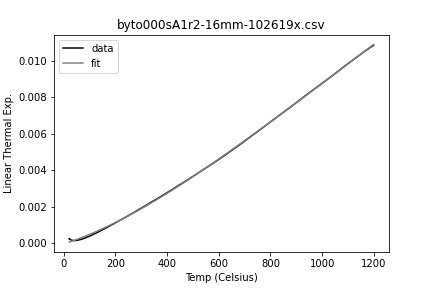 byto000sA1r2-16mm-102619x.csv
data
fit
Linear Thermal Exp.
0.010
0.008
0.006
0.004
0.002
0.000
0 200 400 600 800 1000 1200
Temp (Celsius)